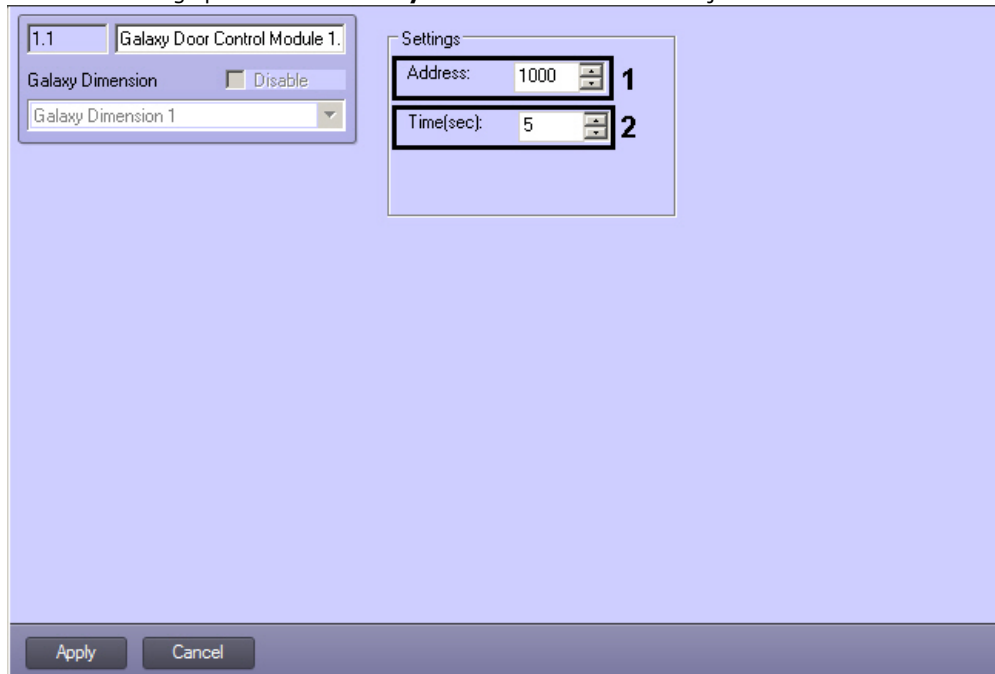 1.1 Galaxy Door Control Module 1.
Galaxy Dimension Disable
Galaxy Dimension 1
Settings
Address: 1000 1
Time(sec): 5 2
Apply Cancel